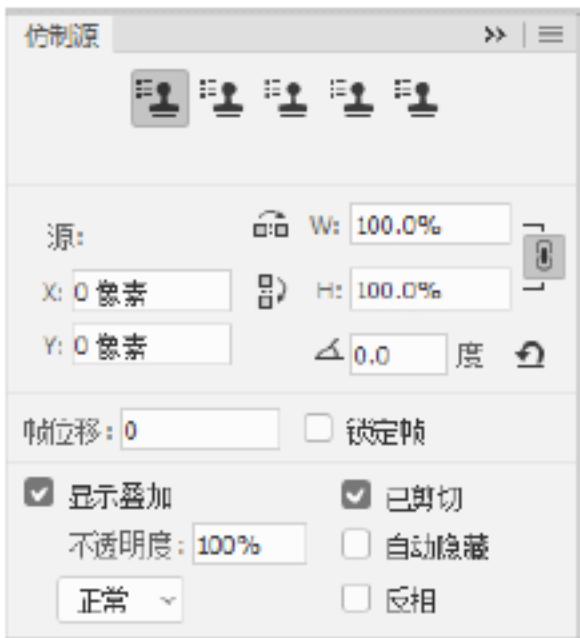 仿制源
源: W: 100.0%
X: 0 像素 H: 100.0%
Y: 0 像素 0.0 度
帧位移: 0 锁定帧
显示叠加 已剪切
不透明度: 100% 自动隐藏
正常 反相